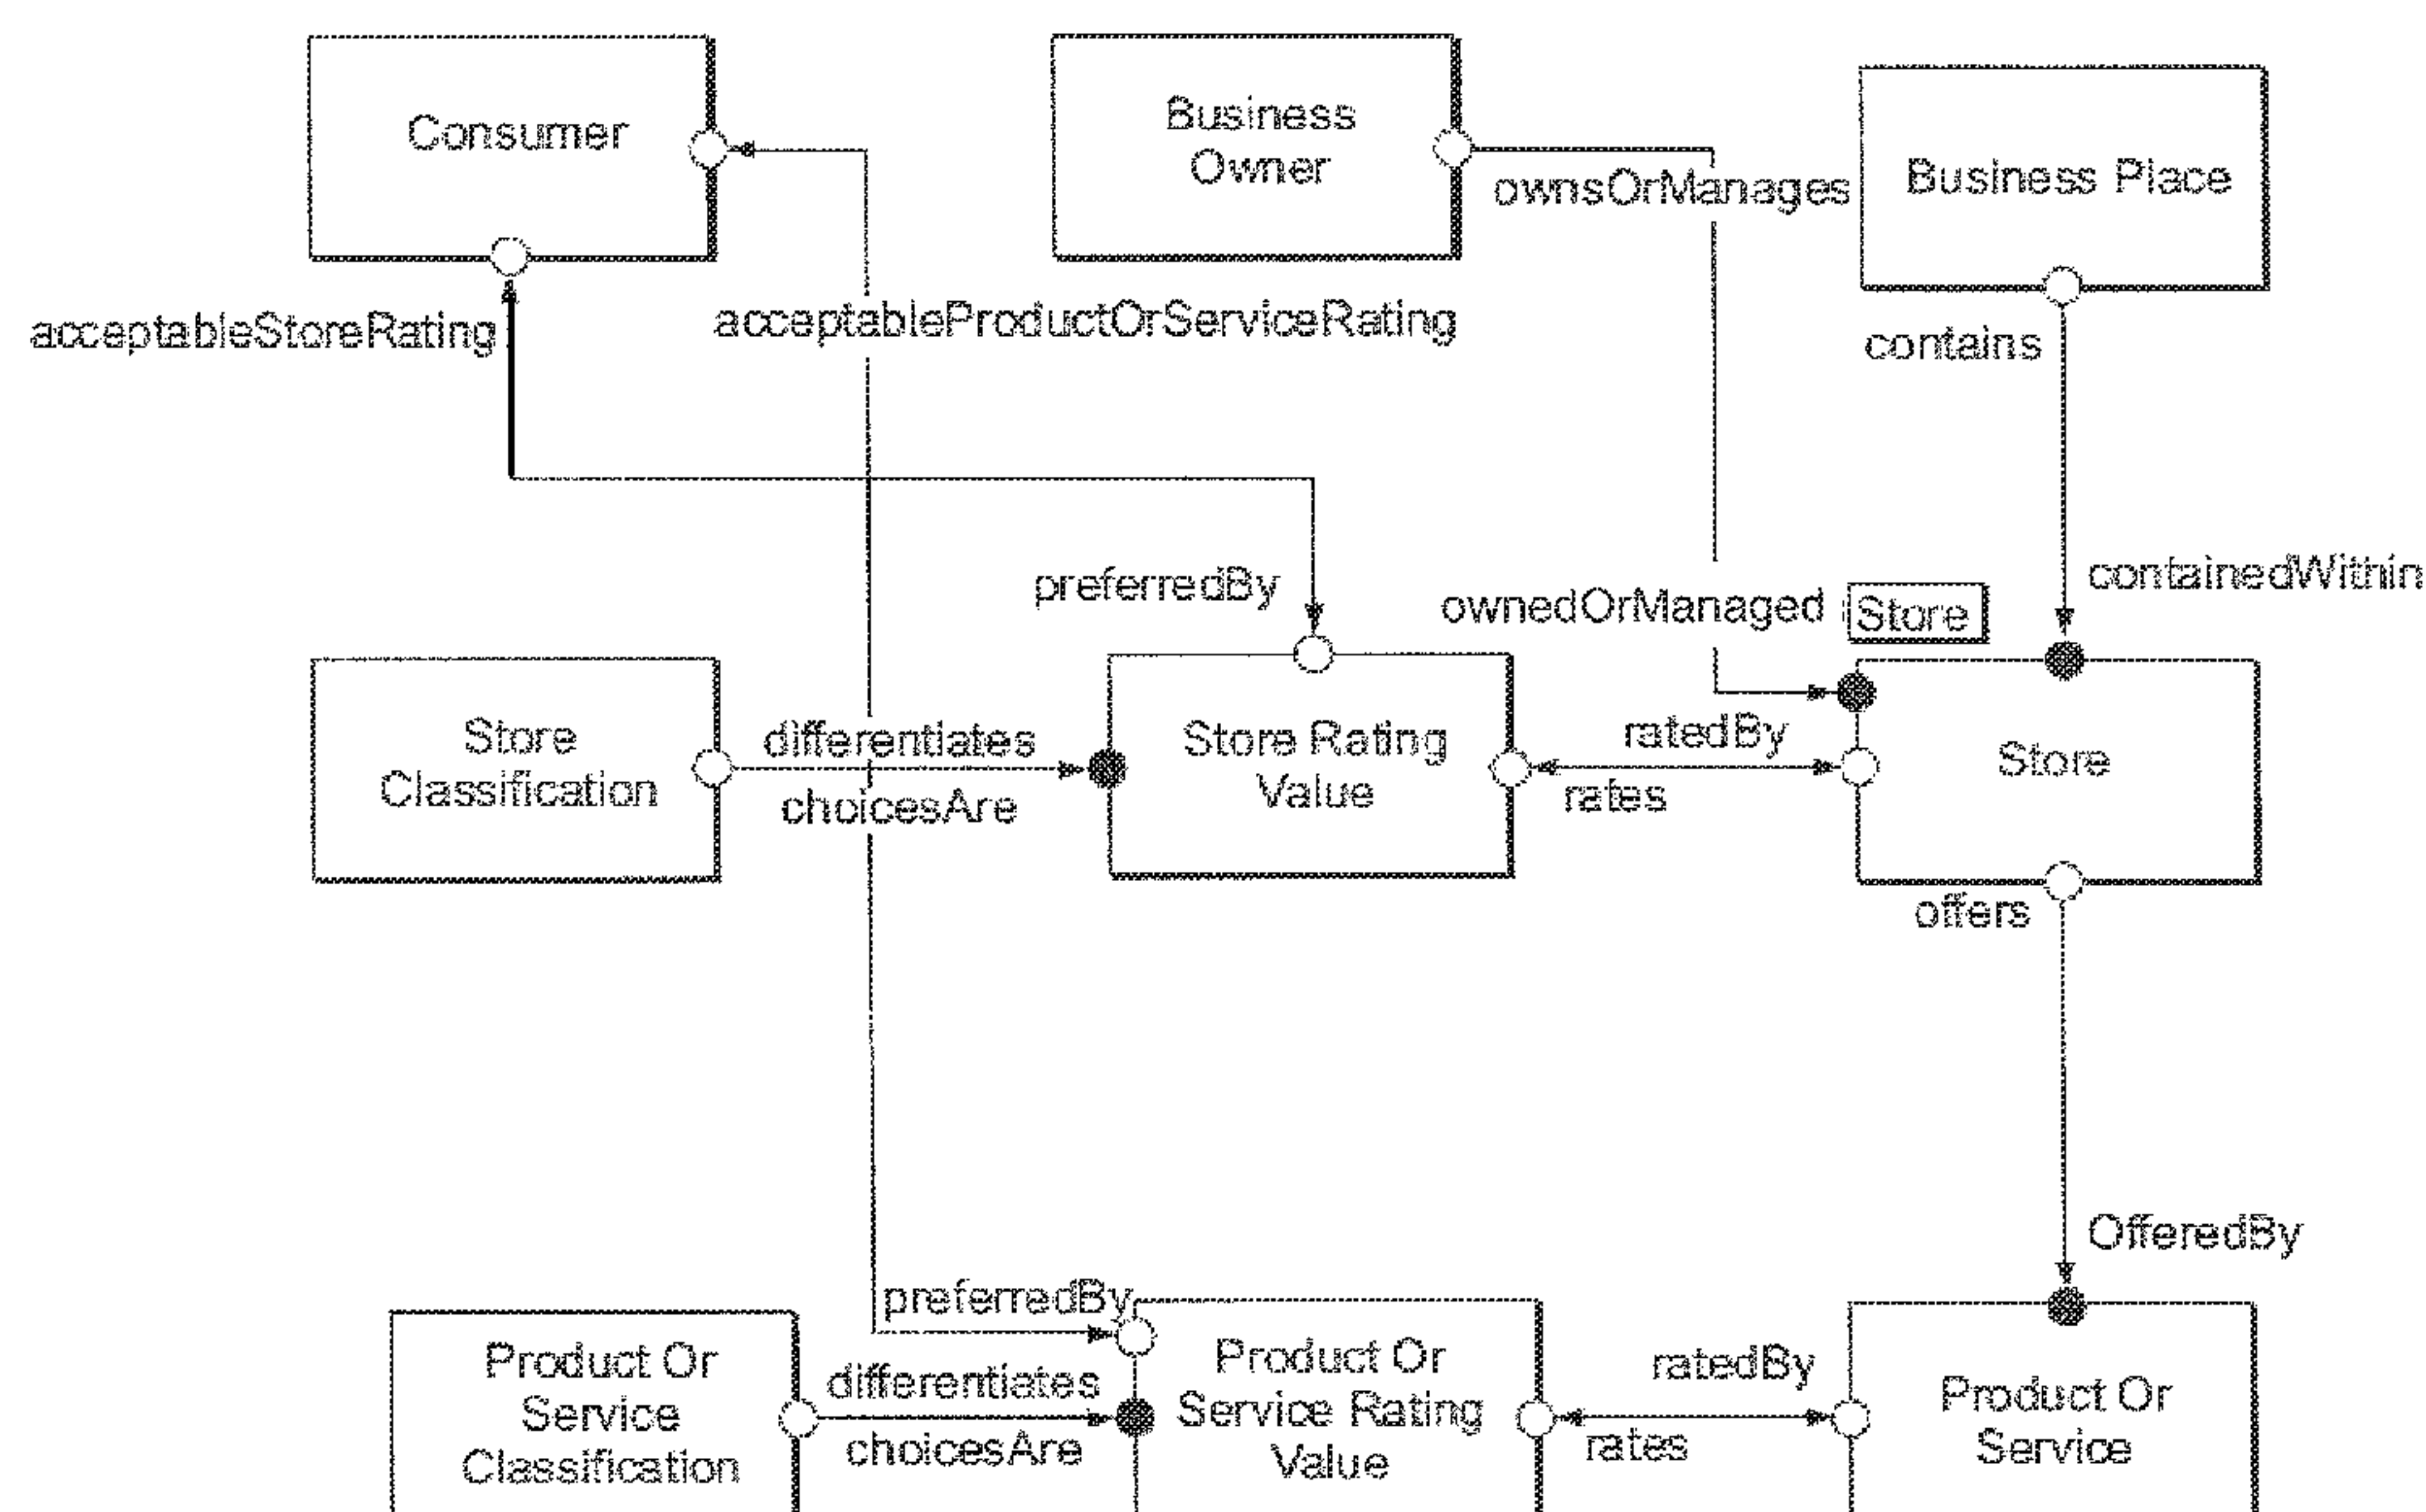 Consumer
Business
Owner
ownsOrManages
Business Place
acceptableStoreRating
acceptableProductOrServiceRating
contains
preferredBy
containedWithin
ownedOrManaged
Store
Store
Classification
differentiates
choicesAre
Store Rating
Value
ratedBy
rates
Store
offers
OfferedBy
preferredBy
Product Or
Service
Classification
differentiates
choicesAre
Product Or
Service Rating
Value
ratedBy
rates
Product Or
Service